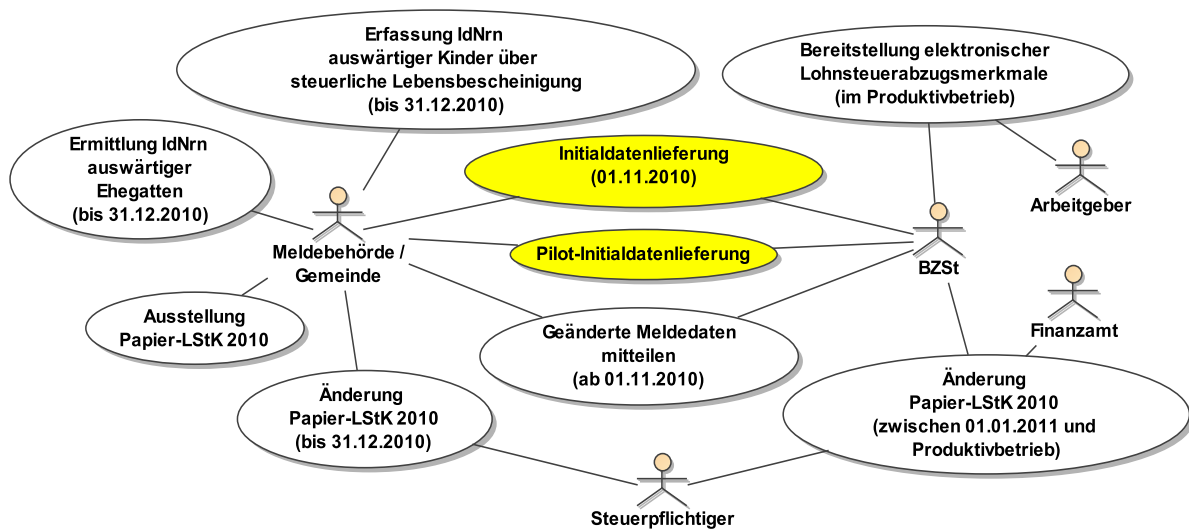 Erfassung IdNrn
auswärtiger Kinder über
steuerliche Lebensbescheinigung
(bis 31.12.2010)
Bereitstellung elektronischer
Lohnsteuerabzugsmerkmale
(im Produktivbetrieb)
Ermittlung IdNrn
auswärtiger
Ehegatten
(bis 31.12.2010)
Initialdatenlieferung
(01.11.2010)
Arbeitgeber
Meldebehörde /
Gemeinde
Pilot-Initialdatenlieferung
BZSt
Ausstellung
Papier-LStK 2010
Geänderte Meldedaten
mitteilen
(ab 01.11.2010)
Finanzamt
Änderung
Papier-LStK 2010
(bis 31.12.2010)
Änderung
Papier-LStK 2010
(zwischen 01.01.2011 und
Produktivbetrieb)
Steuerpflichtiger